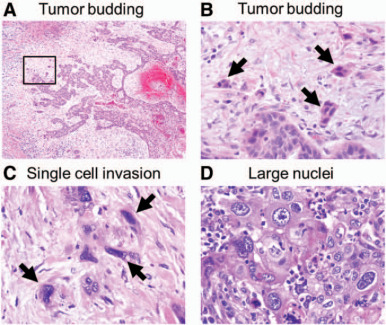 A Tumor budding
B Tumor budding
C Single cell invasion
D Large nuclei